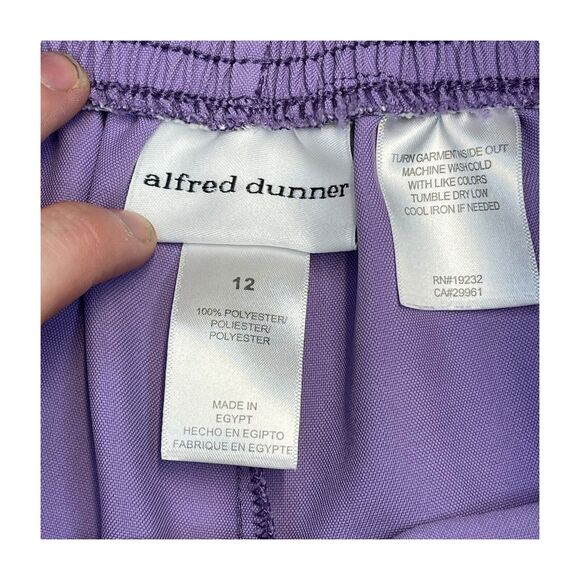 alfred dunner
12
100% POLYESTER/
POLIESTER/
POLYESTER
MADE IN
EGYPT
HECHO EN EGIPTO
FABRIQUE EN EGYPTE
TURN GARMENT INSIDE OUT
MACHINE WASH COLD
WITH LIKE COLORS
TUMBLE DRY LOW
COOL IRON IF NEEDED
RN#19232
CA#29961